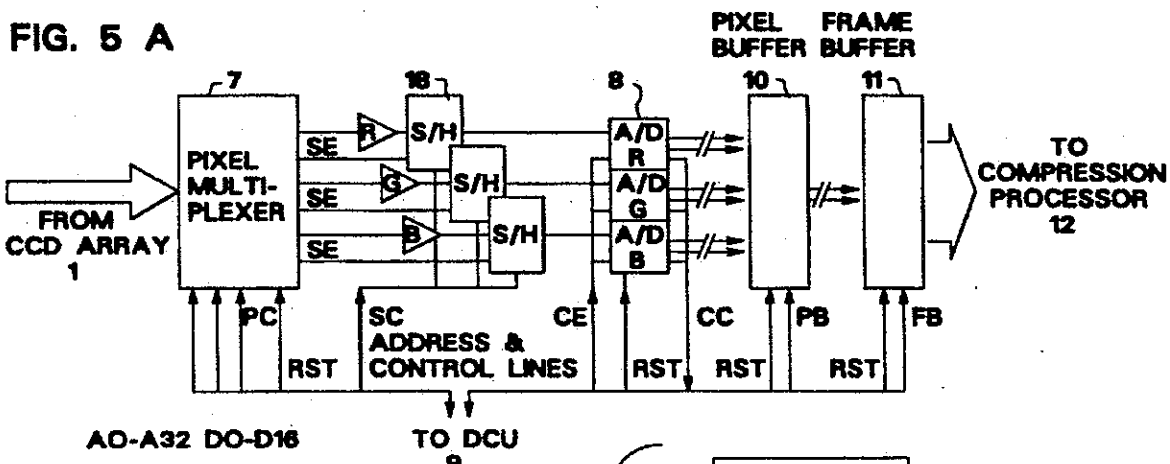 FIG. 5 A
PIXEL BUFFER
FRAME BUFFER
7
18
8
10
11
PIXEL
MULTI-
PLEXER
FROM
CCD ARRAY
1
R
SE
G
SE
B
SE
S/H
S/H
S/H
A/D
R
A/D
G
A/D
B
TO
COMPRESSION
PROCESSOR
12
PC
SC
CE
CC
PB
FB
ADDRESS &
CONTROL LINES
RST
RST
RST
RST
AO-A32 DO-D16
TO DCU
9